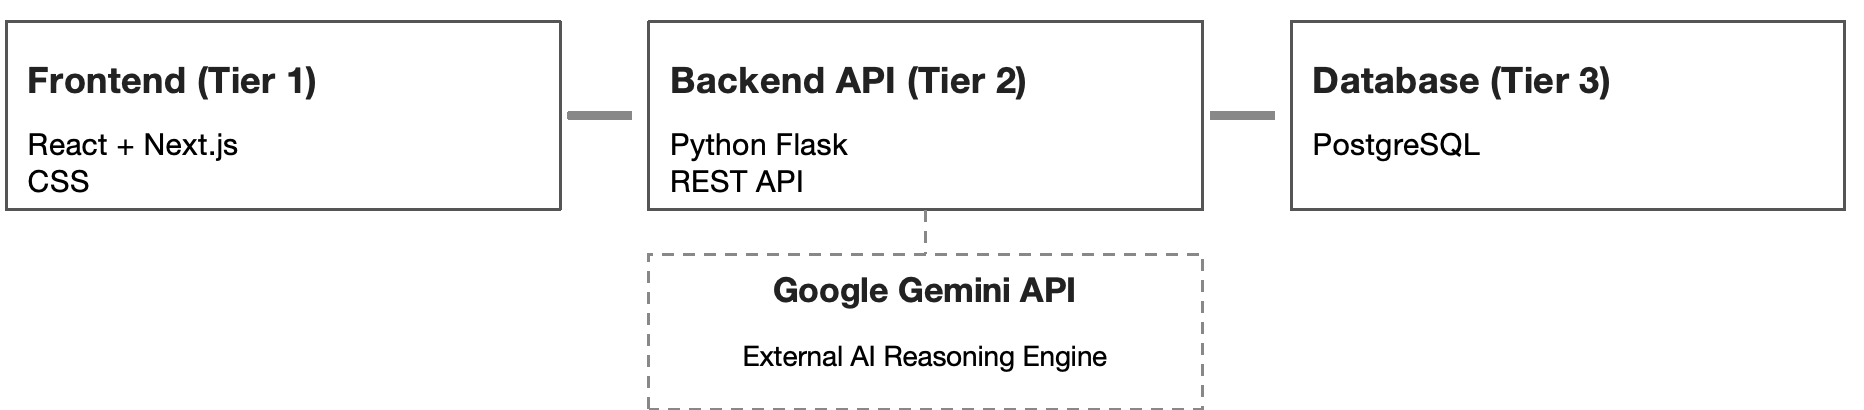 Frontend (Tier 1)
React + Next.js
CSS
Backend API (Tier 2)
Python Flask
REST API
Database (Tier 3)
PostgreSQL
Google Gemini API
External AI Reasoning Engine